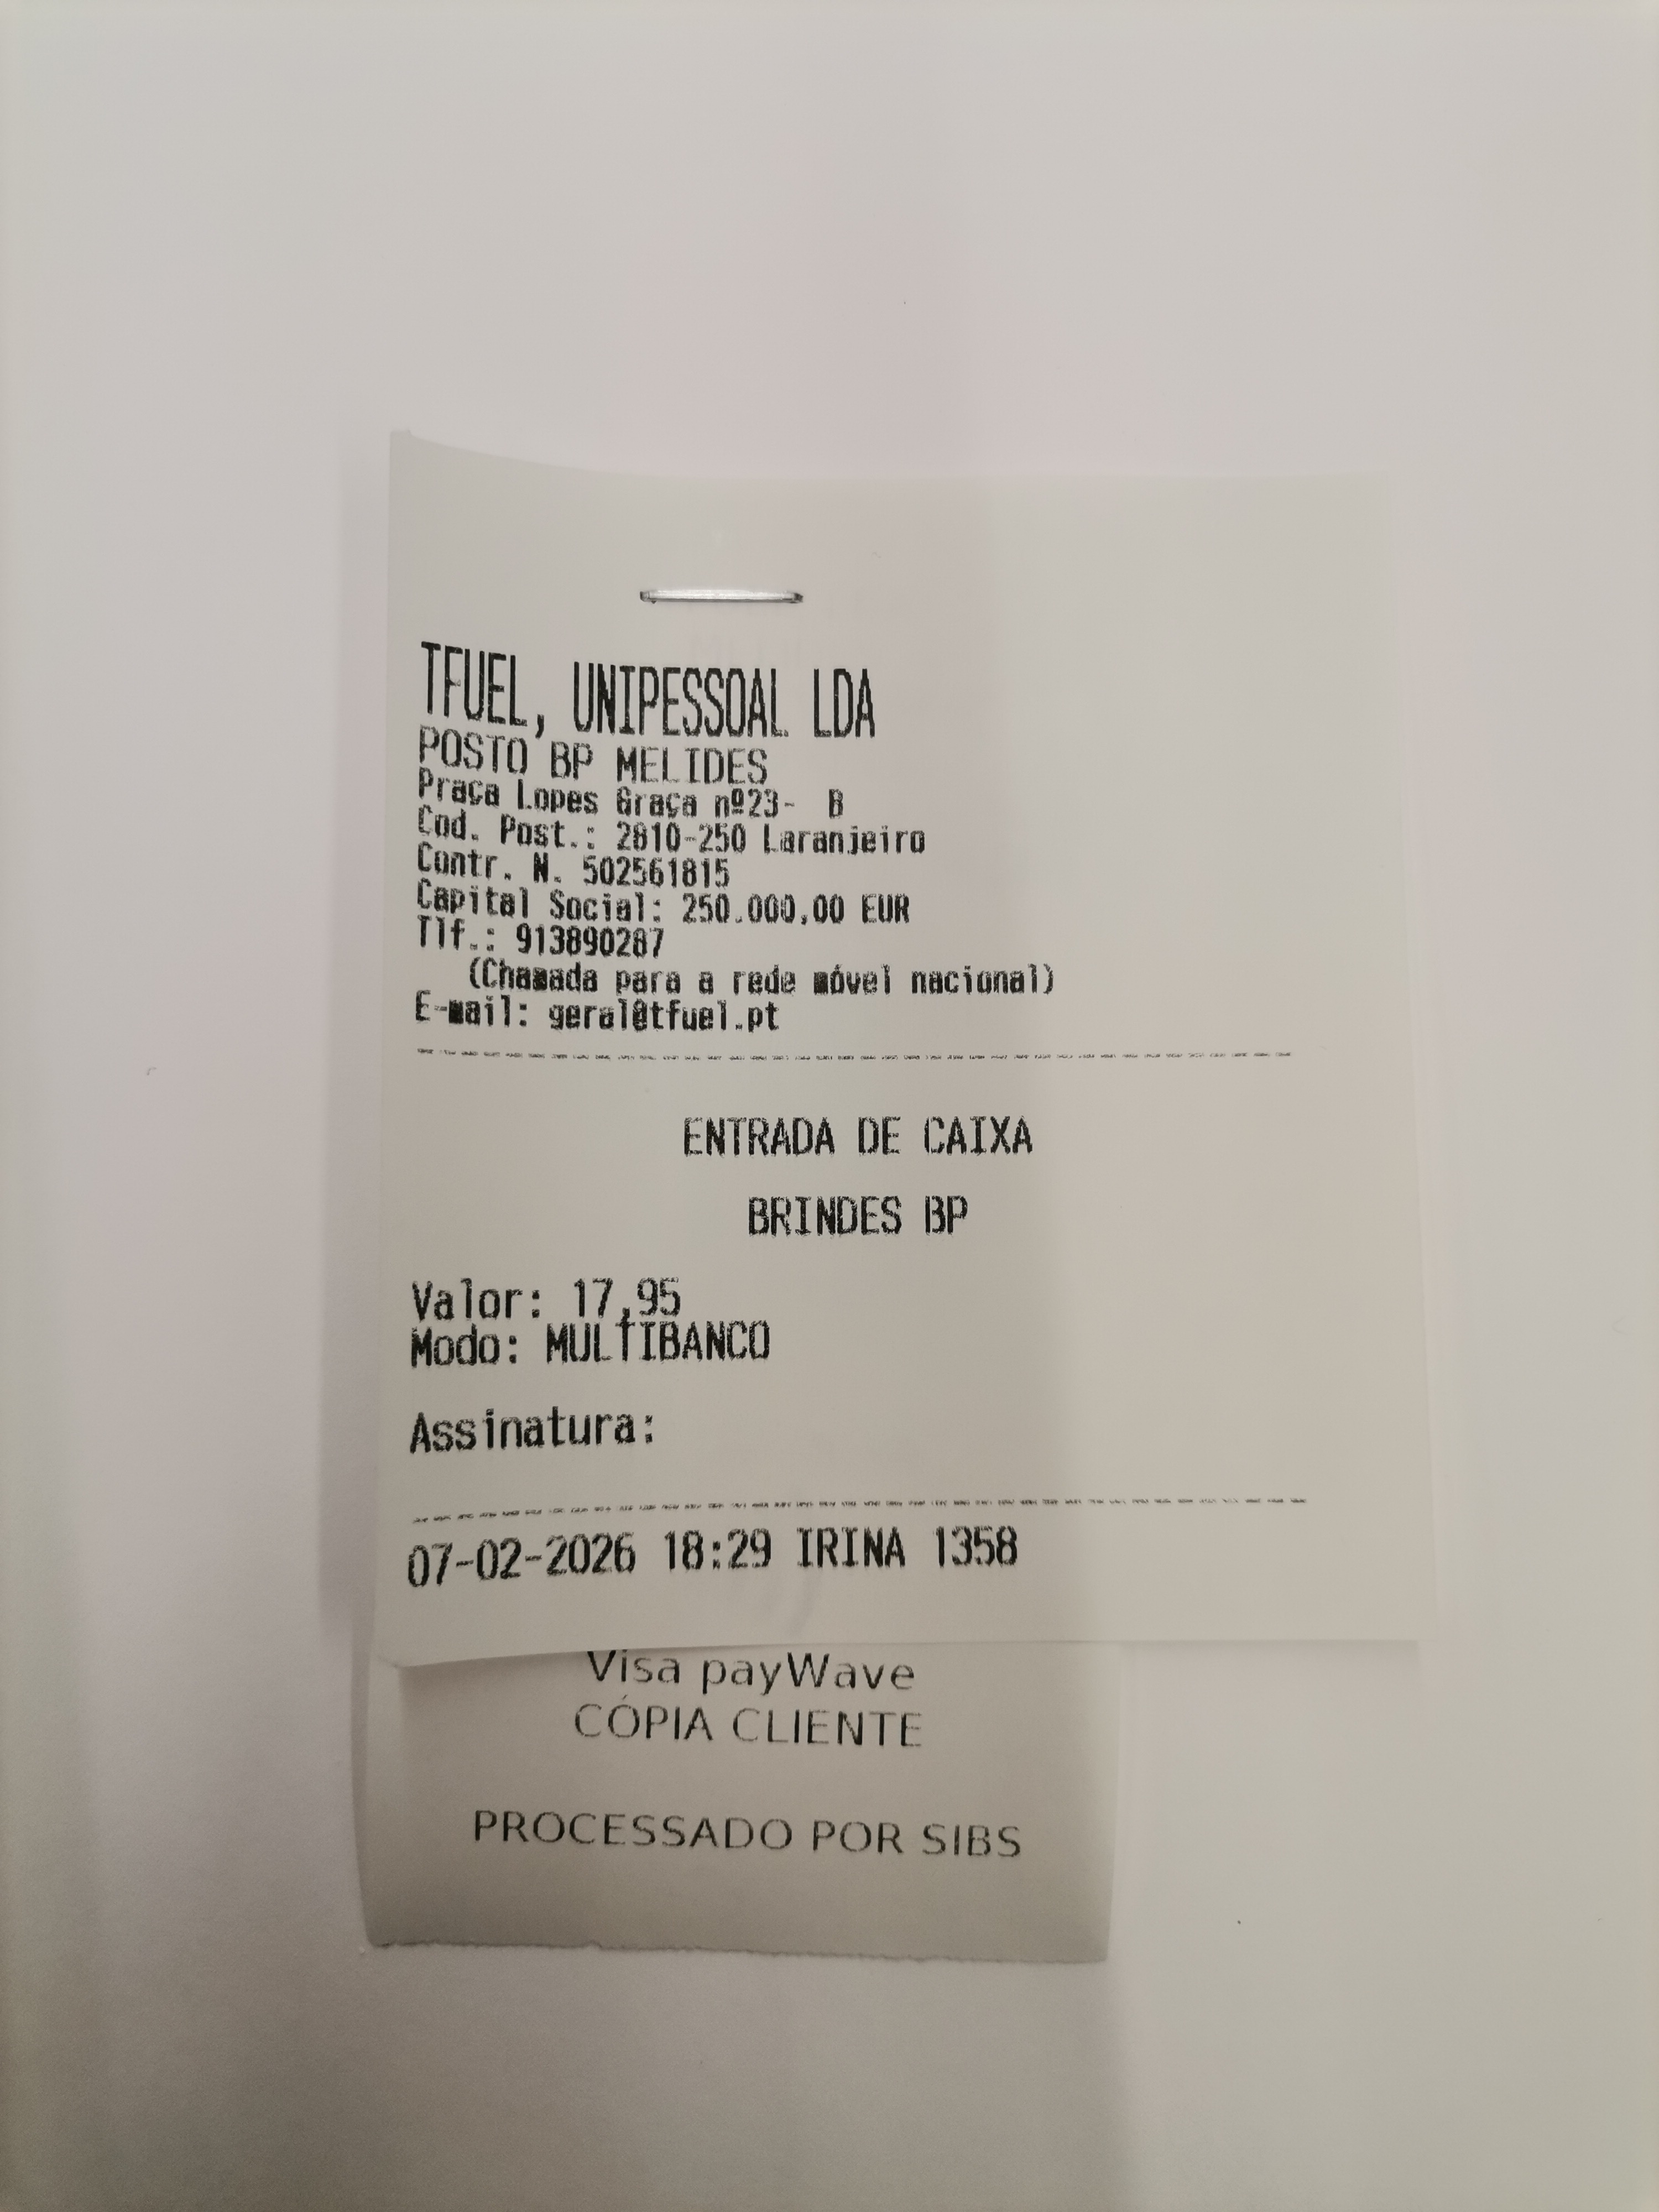 TFUEL, UNIPESSOAL LDA
POSTO BP MELIDES
Praça Lopes Graça nº23-  B
Cod. Post.: 2810-250 Laranjeiro
Contr. N. 502561815
Capital Social: 250.000,00 EUR
Tlf.: 913890287
(Chamada para a rede móvel nacional)
E-mail: geral@tfuel.pt
ENTRADA DE CAIXA
BRINDES BP
Valor: 17,95
Modo: MULTIBANCO
Assinatura:
07-02-2026 18:29 IRINA 1358
Visa payWave
CÓPIA CLIENTE
PROCESSADO POR SIBS